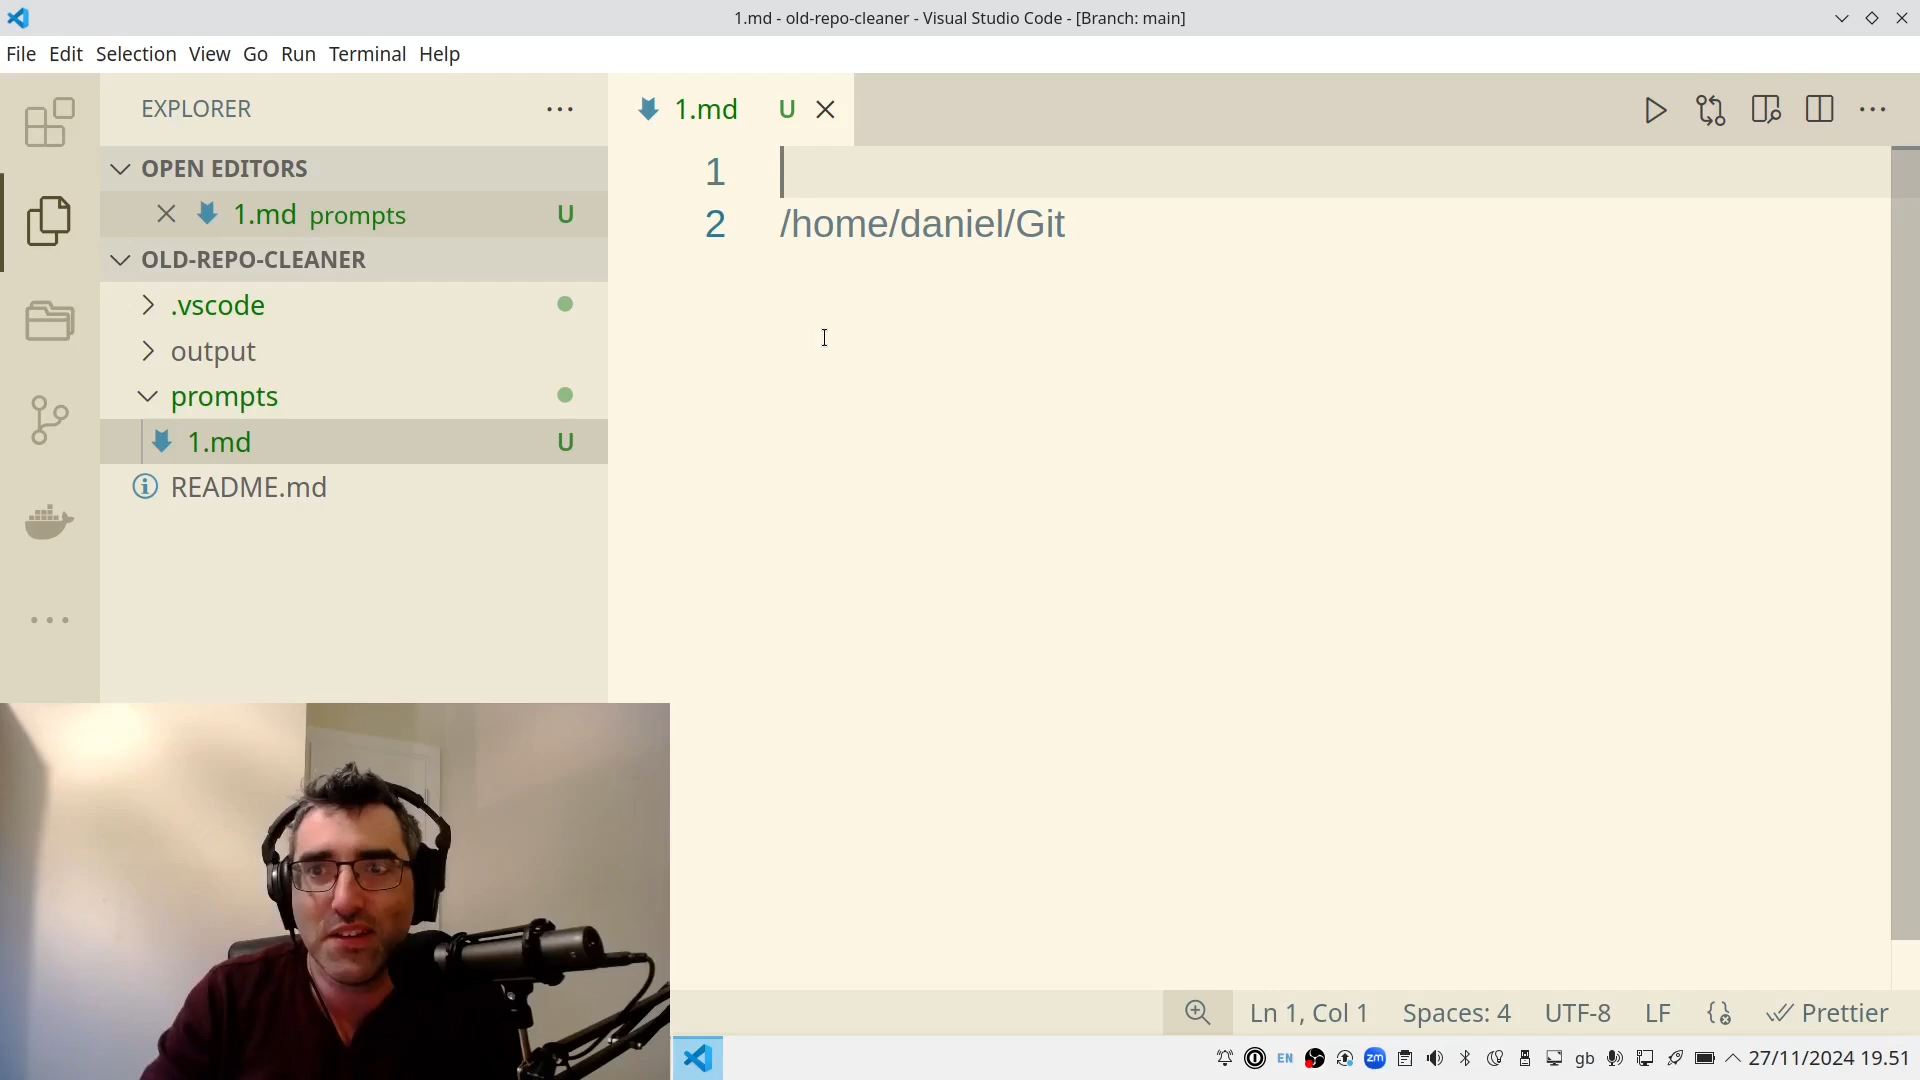 1.md - old-repo-cleaner - Visual Studio Code - [Branch: main]
File Edit Selection View Go Run Terminal Help
EXPLORER
1.md U
OPEN EDITORS
1.md prompts U
OLD-REPO-CLEANER
.vscode
output
prompts
1.md U
README.md
1
2 /home/daniel/Git
Ln 1, Col 1 Spaces: 4 UTF-8 LF Prettier
EN zm gb 27/11/2024 19.51